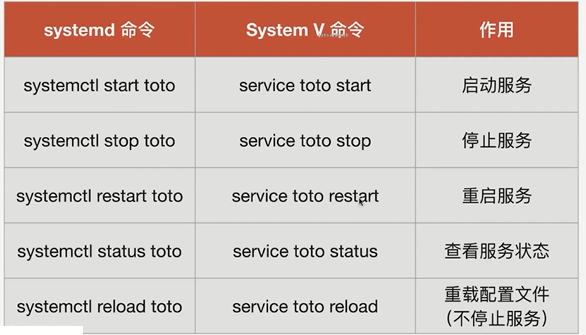 systemd 命令 System V 命令 作用
systemctl start toto service toto start 启动服务
systemctl stop toto service toto stop 停止服务
systemctl restart toto service toto restart 重启服务
systemctl status toto service toto status 查看服务状态
systemctl reload toto service toto reload 重载配置文件
（不停止服务）